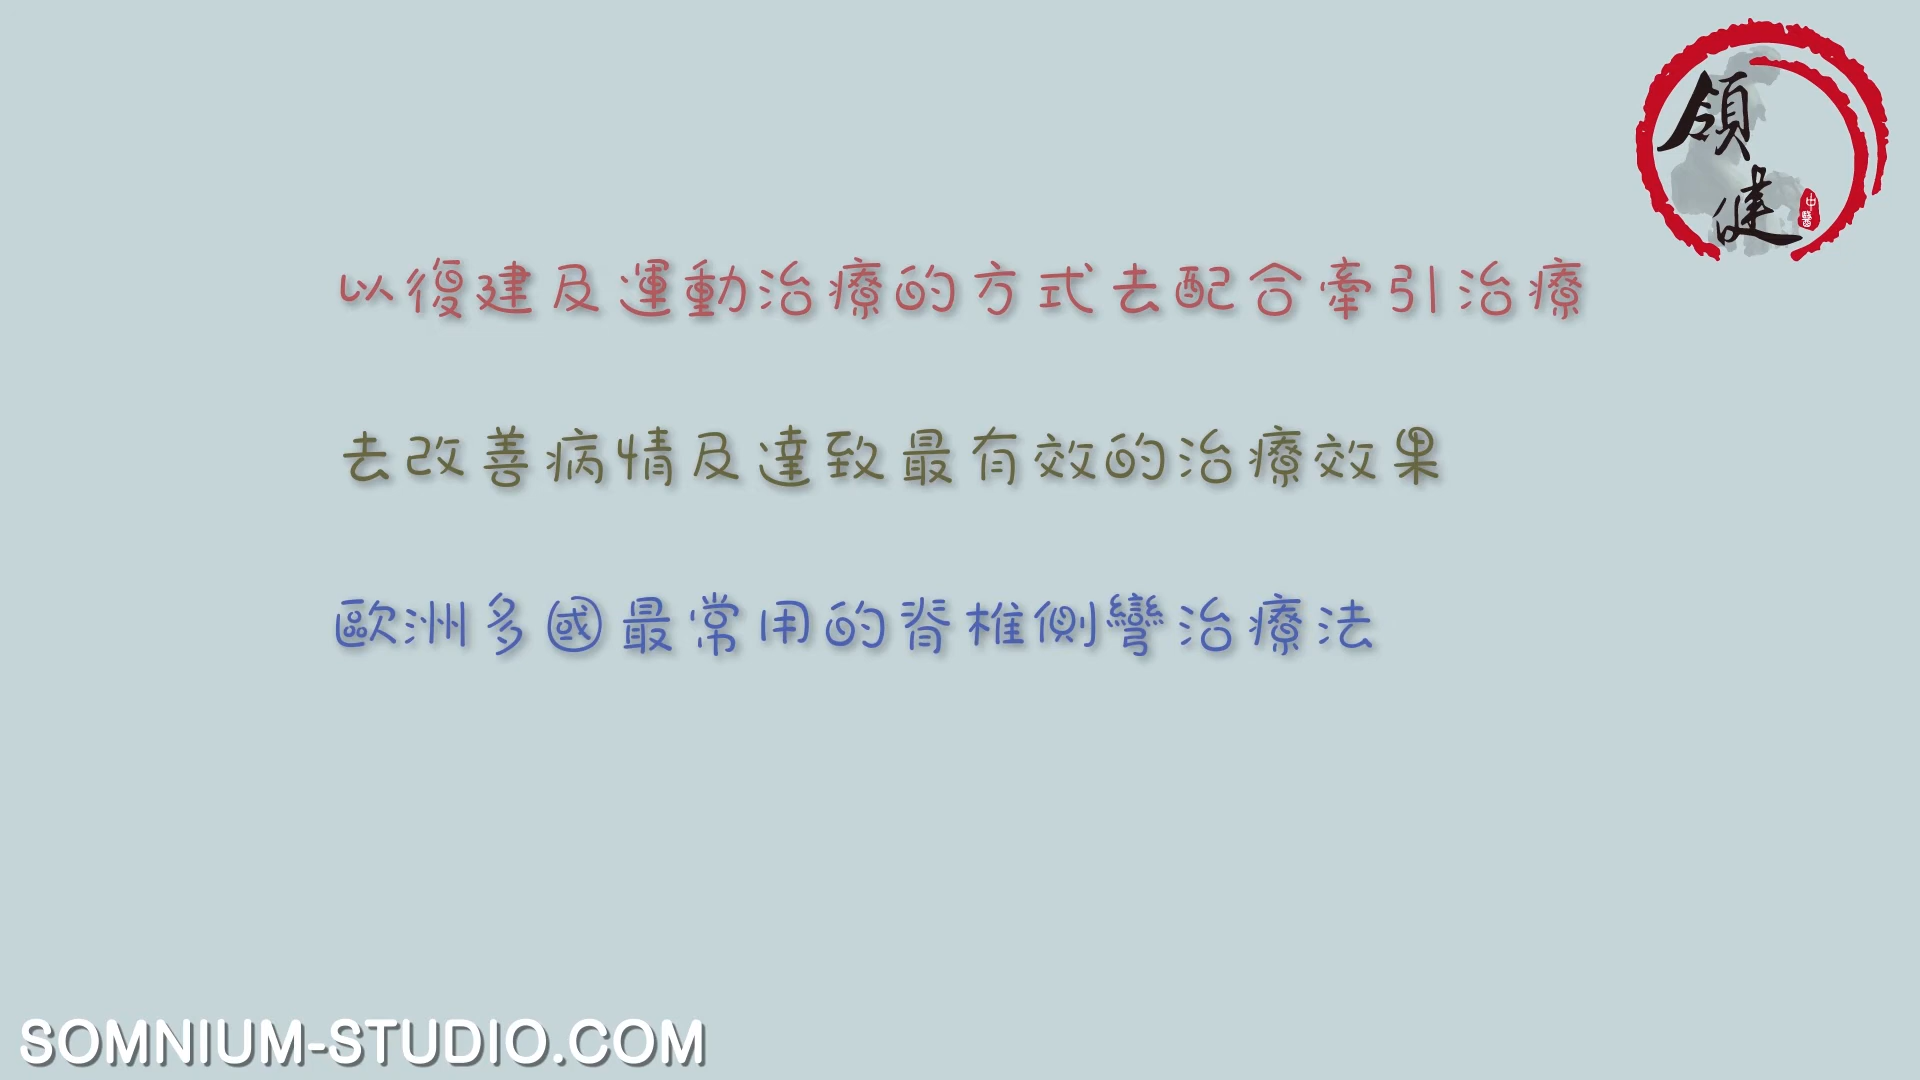 領健
中醫
以復建及運動治療的方式去配合牽引治療
去改善病情及達致最有效的治療效果
歐洲多國最常用的脊椎側彎治療法
SOMNIUM-STUDIO.COM